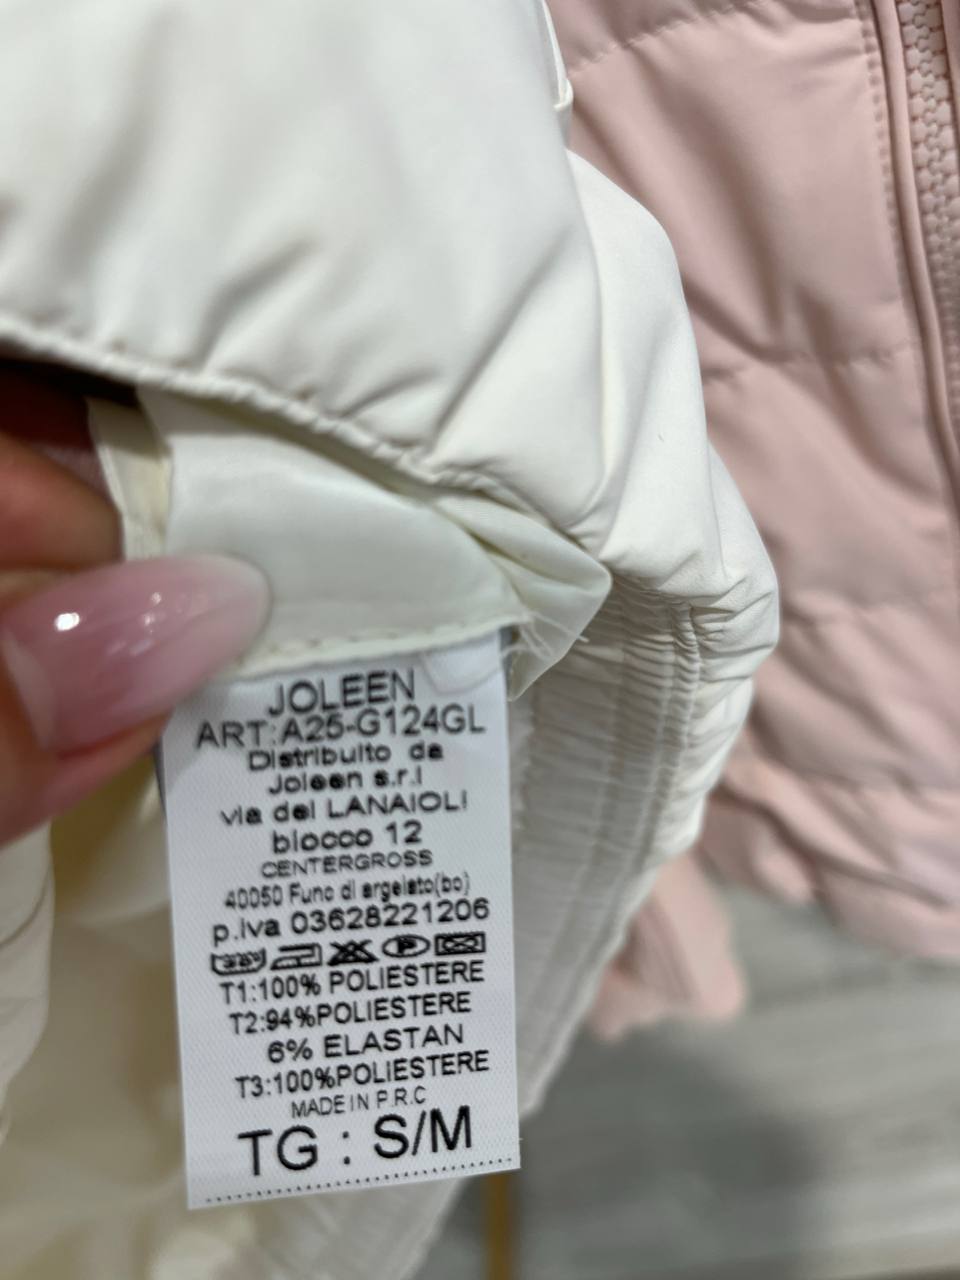 JOLEEN
ART:A25-G124GL
Distribuito da
Joleen s.r.l
via dei LANAIOLI
blocco 12
CENTERGROSS
40050 Funo di argelato(bo)
p.iva 03628221206
P
T1:100% POLIESTERE
T2:94%POLIESTERE
6% ELASTAN
T3:100%POLIESTERE
MADE IN P.R.C
TG : S/M